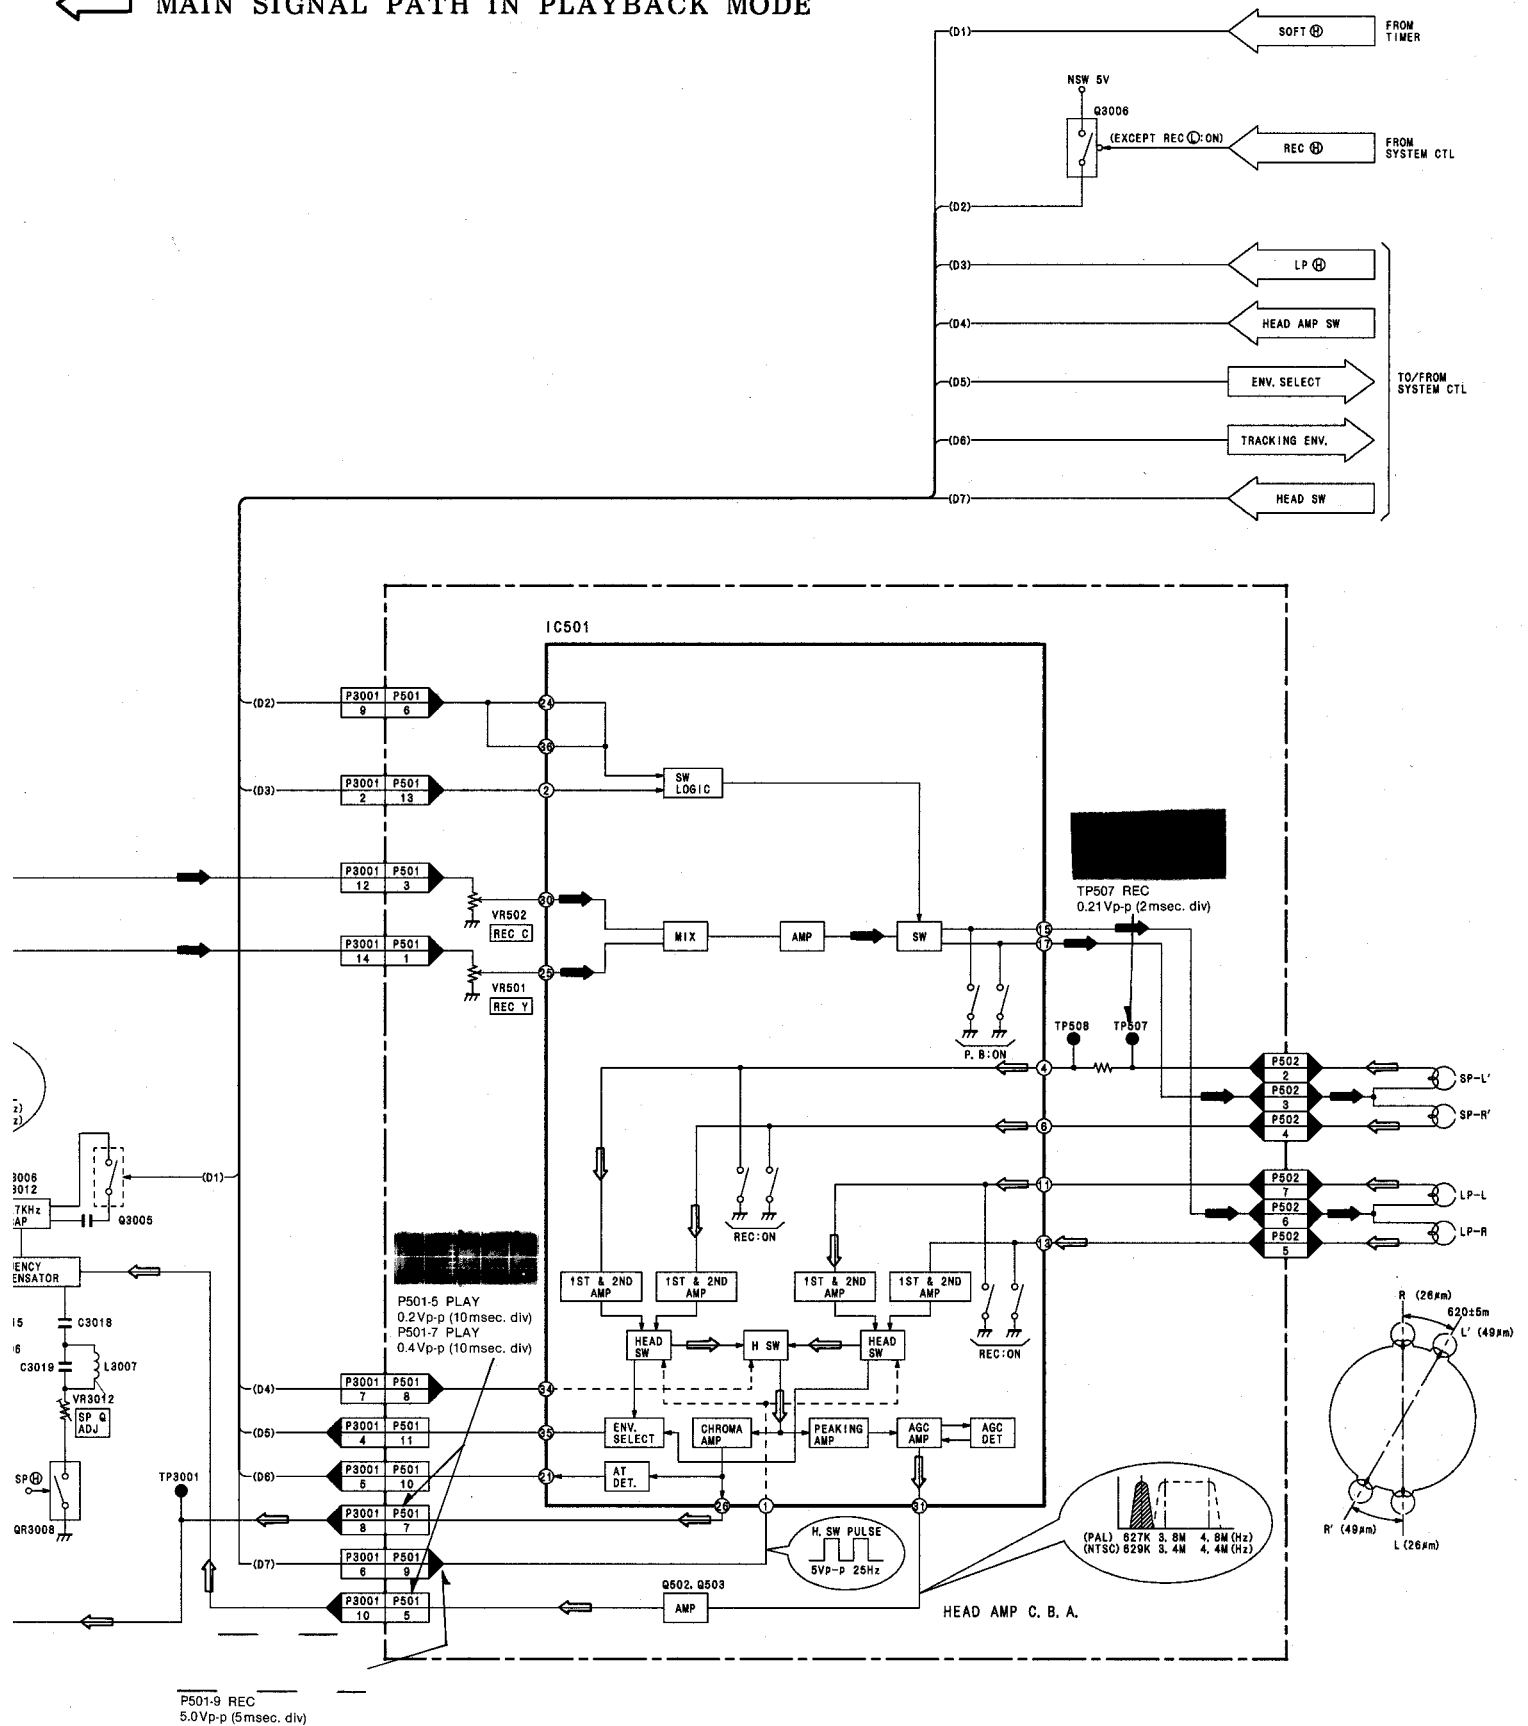 MAIN SIGNAL PATH IN PLAYBACK MODE
(D1)
SOFT Ⓗ
FROM
TIMER
NSW 5V
Q3006
(EXCEPT REC Ⓛ:ON)
REC Ⓗ
FROM
SYSTEM CTL
(D2)
(D3)
LP Ⓗ
(D4)
HEAD AMP SW
(D5)
ENV. SELECT
TO/FROM
SYSTEM CTL
(D6)
TRACKING ENV.
(D7)
HEAD SW
IC501
(D2)
P3001 P501
9 6
24
36
(D3)
P3001 P501
2 13
2
SW
LOGIC
P3001 P501
12 3
30
VR502
REC C
P3001 P501
14 1
25
VR501
REC Y
MIX
AMP
SW
15
17
TP507 REC
0.21Vp-p (2msec. div)
P.B:ON
TP508
TP507
4
P502
2
SP-L'
P502
3
SP-R'
6
P502
4
11
P502
7
LP-L
P502
6
LP-R
13
P502
5
z)
z)
3006
3012
7KHz
AP
(D1)
Q3005
REC:ON
ENCY
ENSATOR
P501-5 PLAY
0.2Vp-p (10msec. div)
P501-7 PLAY
0.4Vp-p (10msec. div)
1ST & 2ND
AMP
1ST & 2ND
AMP
1ST & 2ND
AMP
1ST & 2ND
AMP
REC:ON
15
C3018
6
C3019
L3007
VR3012
SP Q
ADJ
HEAD
SW
H SW
HEAD
SW
R (26μm)
620±5m
L' (49μm)
R' (49μm)
L (26μm)
(D4)
P3001 P501
7 8
34
(D5)
P3001 P501
4 11
35
ENV.
SELECT
CHROMA
AMP
PEAKING
AMP
AGC
AMP
AGC
DET
(D6)
P3001 P501
5 10
21
AT
DET.
SP Ⓗ
QR3008
TP3001
P3001 P501
8 7
26
1
31
(D7)
P3001 P501
6 9
H. SW PULSE
5Vp-p 25Hz
(PAL) 627K 3.8M 4.8M(Hz)
(NTSC) 629K 3.4M 4.4M(Hz)
P3001 P501
10 5
Q502, Q503
AMP
HEAD AMP C.B.A.
P501-9 REC
5.0Vp-p (5msec. div)